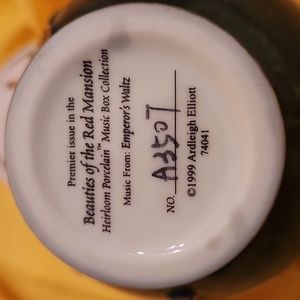 Premier issue in the
Beauties of the Red Mansion
Heirloom Porcelain™ Music Box Collection
Music From: Emperor's Waltz
NO. A3507
©1999 Ardleigh Elliott
74041